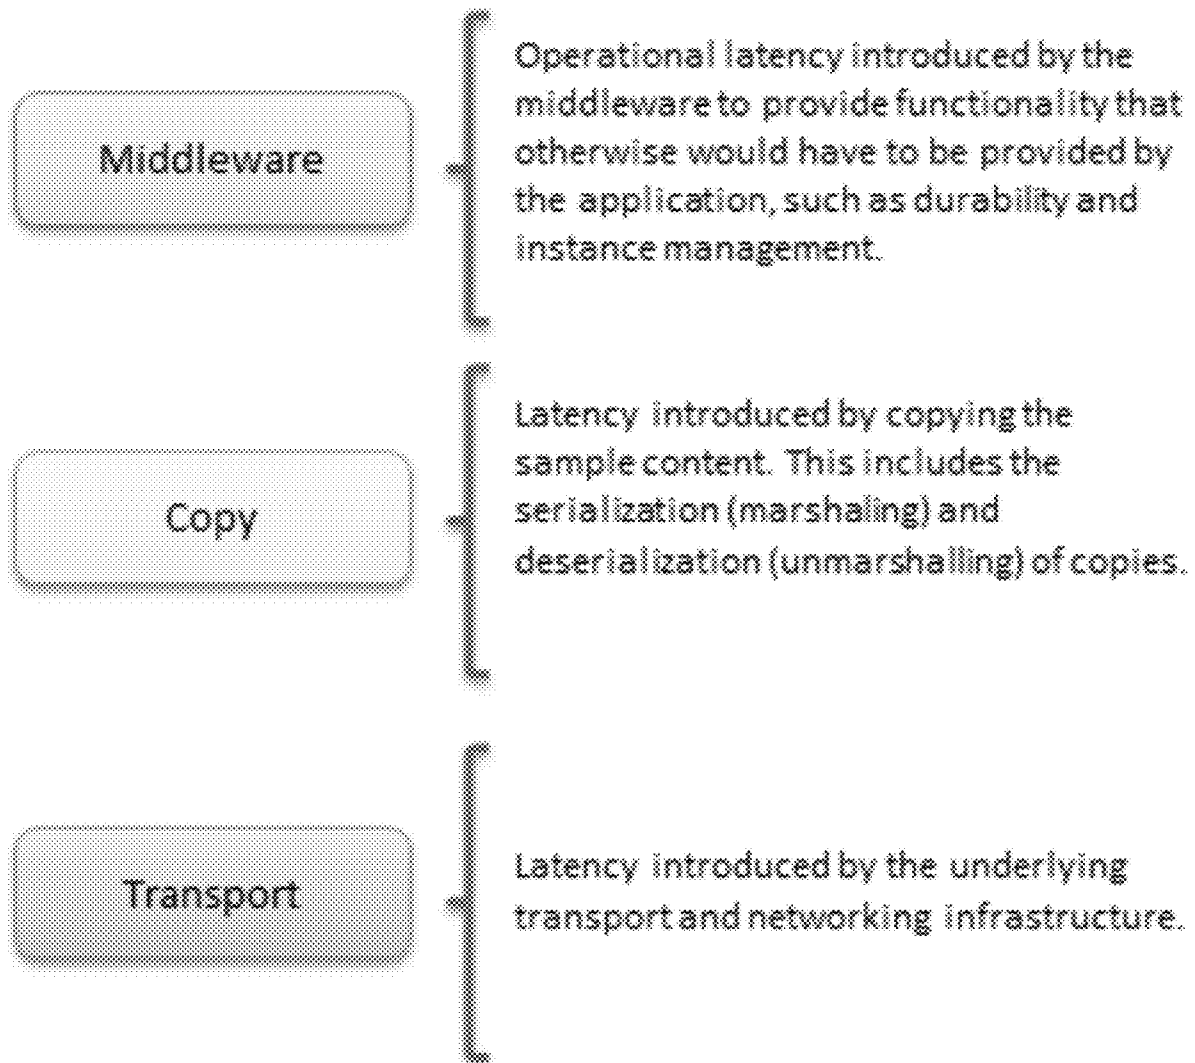 Middleware
Operational latency introduced by the
middleware to provide functionality that
otherwise would have to be provided by
the application, such as durability and
instance management.
Copy
Latency introduced by copying the
sample content. This includes the
serialization (marshaling) and
deserialization (unmarshalling) of copies.
Transport
Latency introduced by the underlying
transport and networking infrastructure.